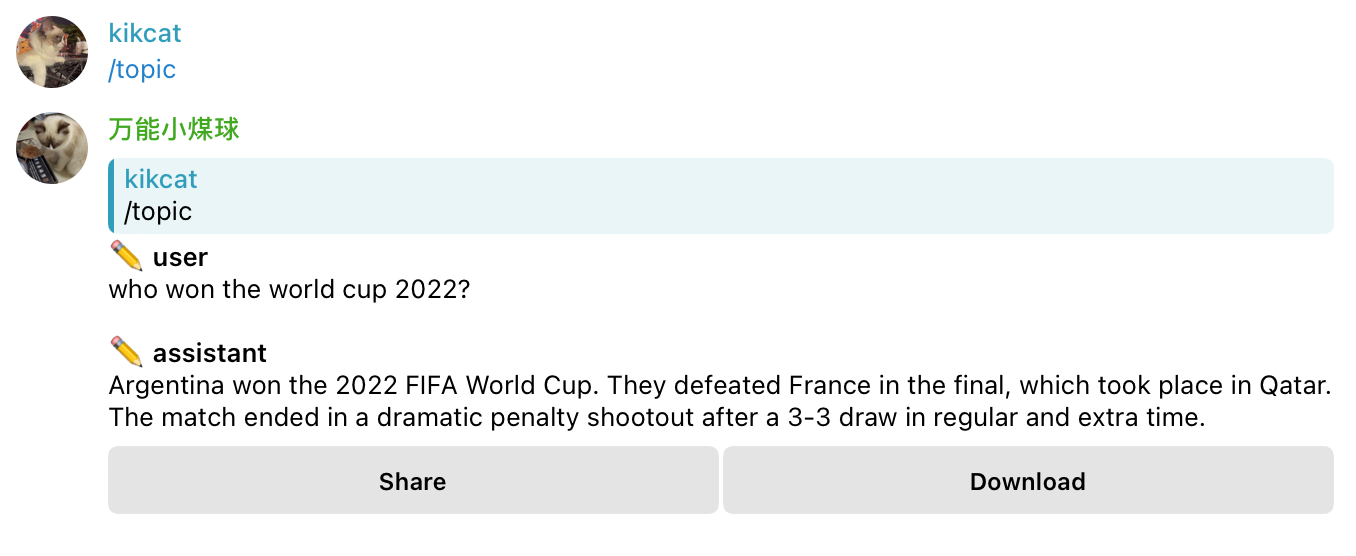 kikcat
/topic
万能小煤球
kikcat
/topic
user
who won the world cup 2022?
assistant
Argentina won the 2022 FIFA World Cup. They defeated France in the final, which took place in Qatar.
The match ended in a dramatic penalty shootout after a 3-3 draw in regular and extra time.
Share
Download